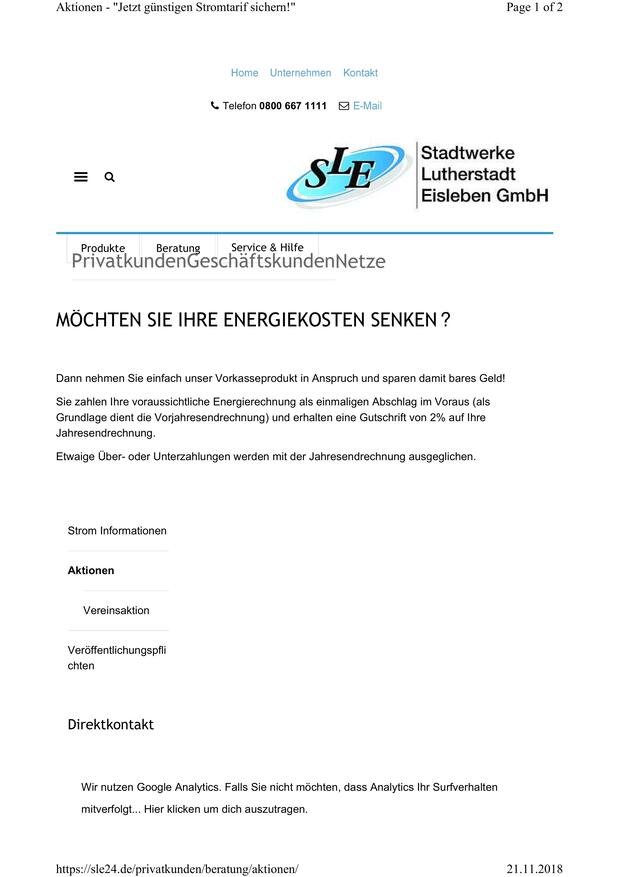 Aktionen - "Jetzt günstigen Stromtarif sichern!"
Page 1 of 2
Home Unternehmen Kontakt
Telefon 0800 667 1111 E-Mail
SLE
Stadtwerke
Lutherstadt
Eisleben GmbH
Produkte Beratung Service & Hilfe
PrivatkundenGeschäftskundenNetze
MÖCHTEN SIE IHRE ENERGIEKOSTEN SENKEN ?
Dann nehmen Sie einfach unser Vorkasseprodukt in Anspruch und sparen damit bares Geld!
Sie zahlen Ihre voraussichtliche Energierechnung als einmaligen Abschlag im Voraus (als
Grundlage dient die Vorjahresendrechnung) und erhalten eine Gutschrift von 2% auf Ihre
Jahresendrechnung.
Etwaige Über- oder Unterzahlungen werden mit der Jahresendrechnung ausgeglichen.
Strom Informationen
Aktionen
Vereinsaktion
Veröffentlichungspfli
chten
Direktkontakt
Wir nutzen Google Analytics. Falls Sie nicht möchten, dass Analytics Ihr Surfverhalten
mitverfolgt... Hier klicken um dich auszutragen.
https://sle24.de/privatkunden/beratung/aktionen/
21.11.2018